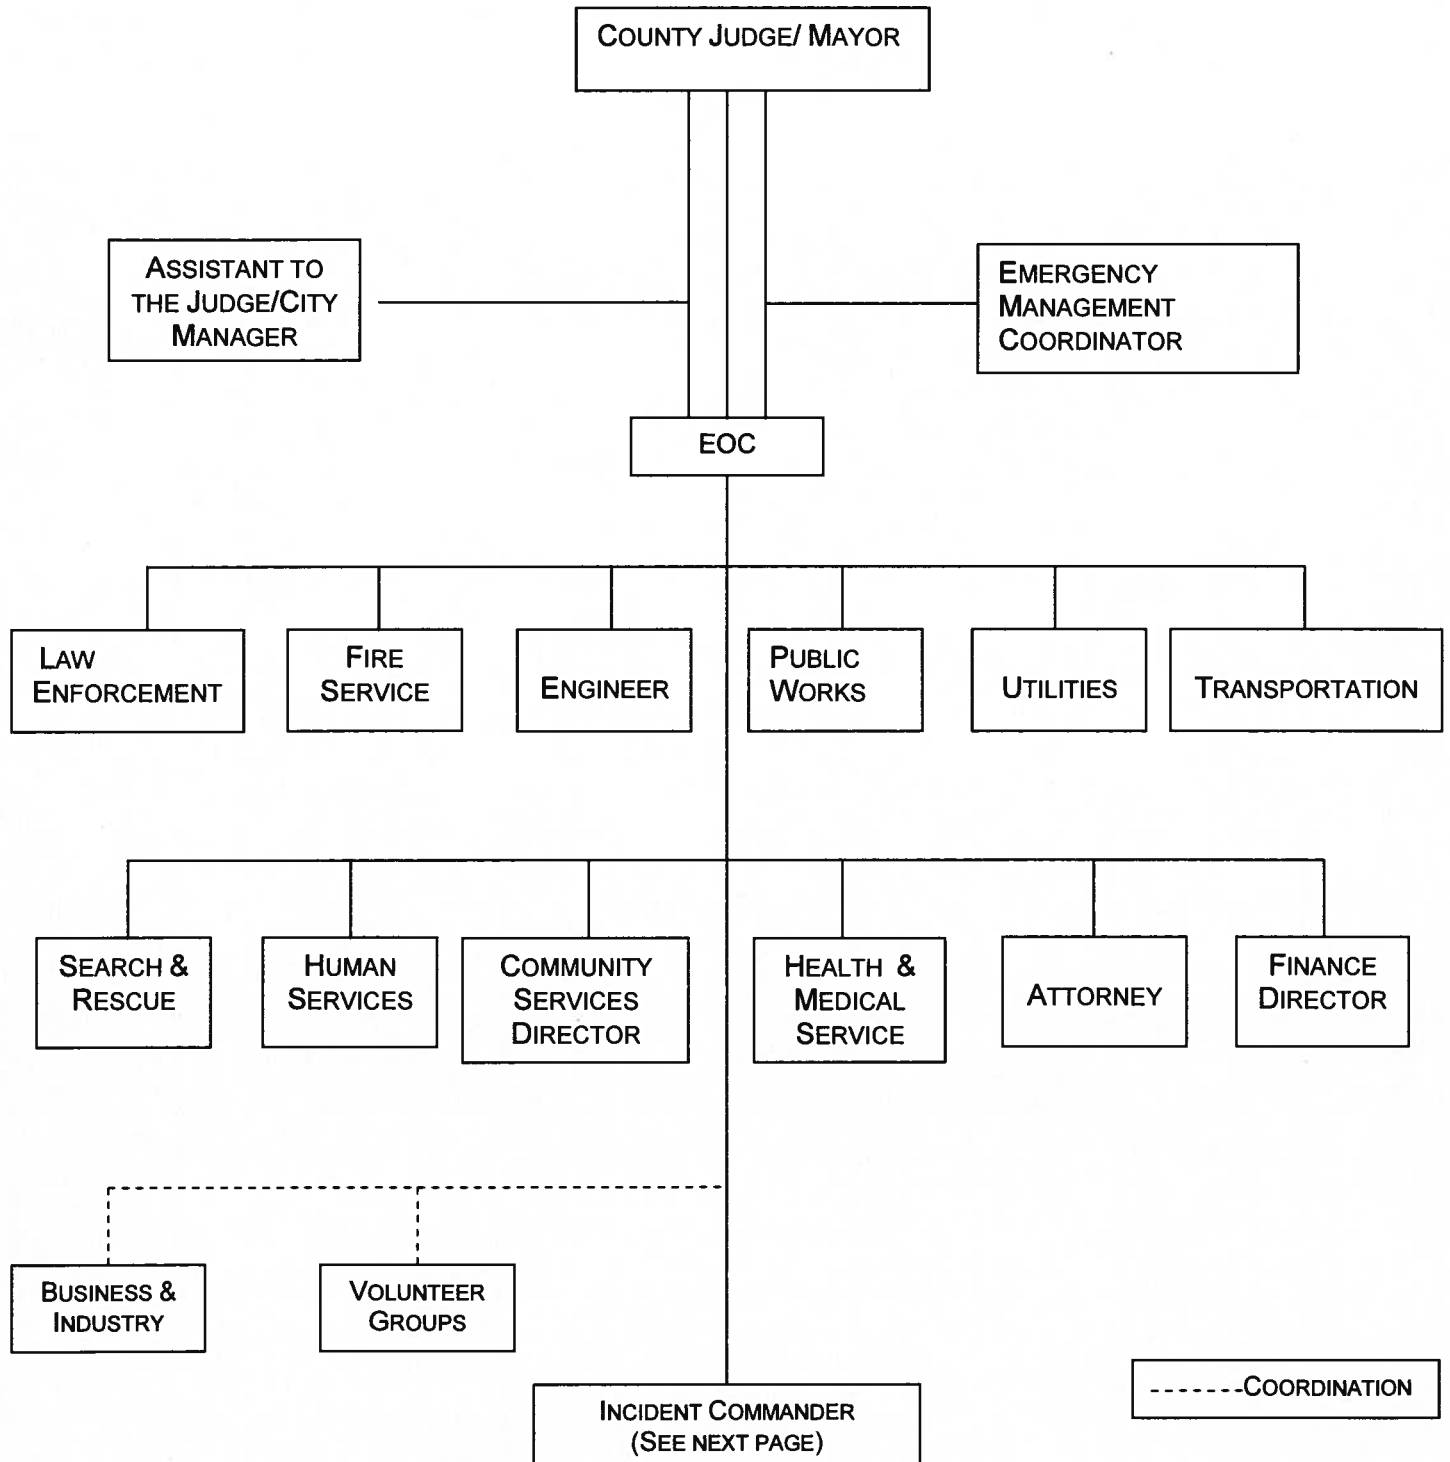 COUNTY JUDGE/ MAYOR
ASSISTANT TO
THE JUDGE/CITY
MANAGER
EMERGENCY
MANAGEMENT
COORDINATOR
EOC
LAW
ENFORCEMENT
FIRE
SERVICE
ENGINEER
PUBLIC
WORKS
UTILITIES
TRANSPORTATION
SEARCH &
RESCUE
HUMAN
SERVICES
COMMUNITY
SERVICES
DIRECTOR
HEALTH &
MEDICAL
SERVICE
ATTORNEY
FINANCE
DIRECTOR
BUSINESS &
INDUSTRY
VOLUNTEER
GROUPS
INCIDENT COMMANDER
(SEE NEXT PAGE)
-------COORDINATION